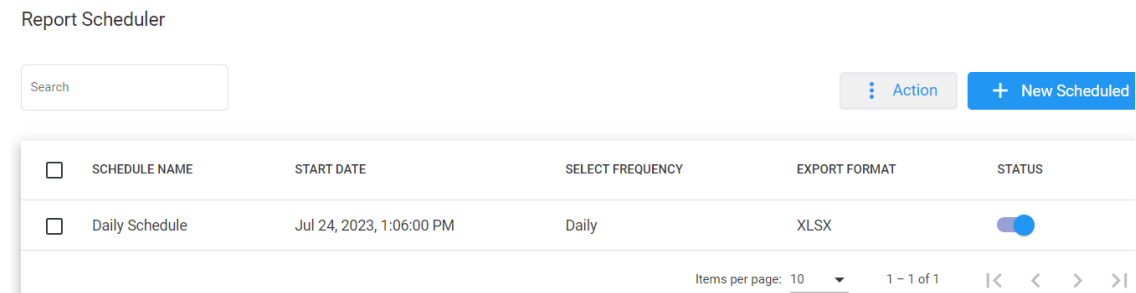 Report Scheduler
Search
Action
New Scheduled
SCHEDULE NAME START DATE SELECT FREQUENCY EXPORT FORMAT STATUS
Daily Schedule Jul 24, 2023, 1:06:00 PM Daily XLSX
Items per page: 10 1 – 1 of 1